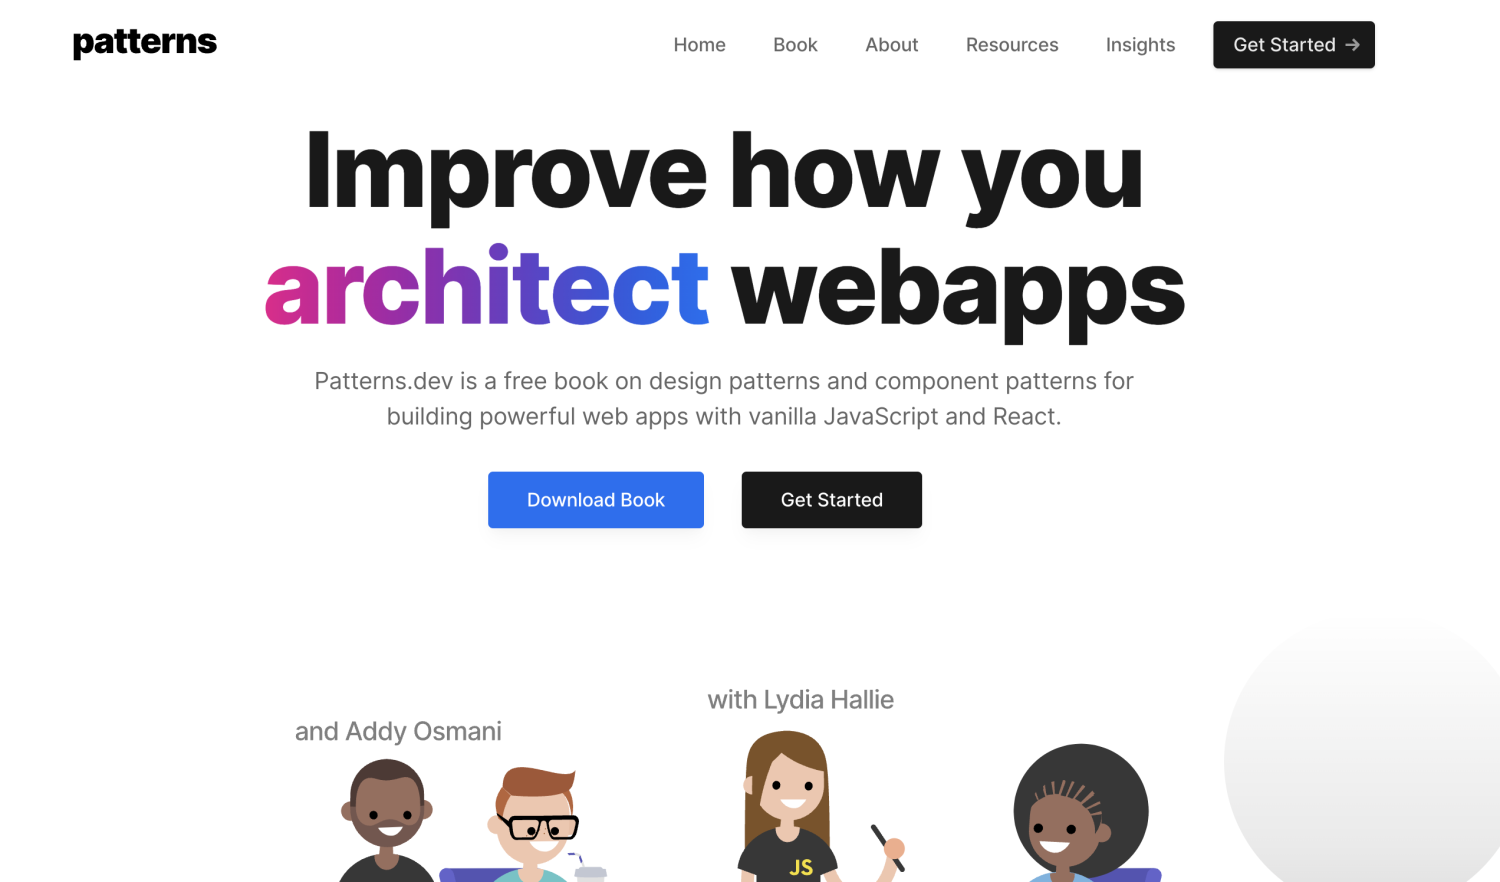 patterns
Home Book About Resources Insights Get Started →
Improve how you
architect webapps
Patterns.dev is a free book on design patterns and component patterns for
building powerful web apps with vanilla JavaScript and React.
Download Book Get Started
with Lydia Hallie
and Addy Osmani
JS